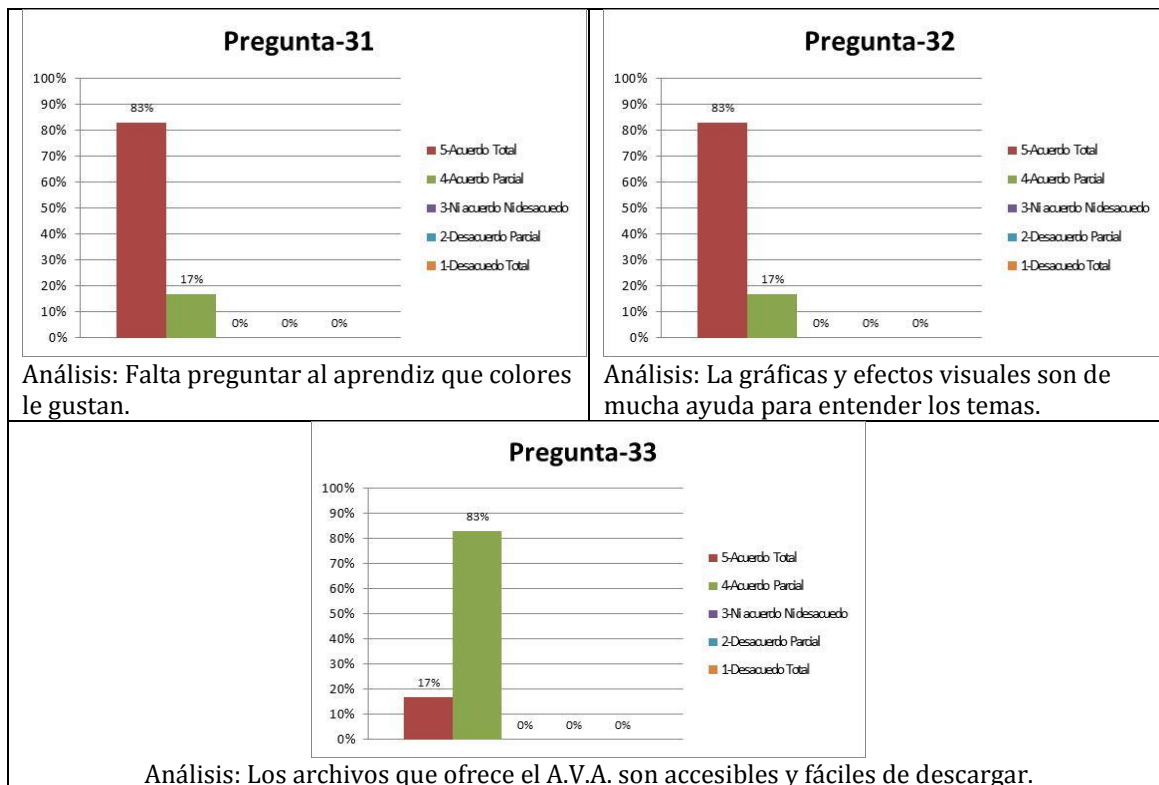 Pregunta-31
100%
90%
80%
70%
60%
50%
40%
30%
20%
10%
0%
83%
17%
0%
0%
0%
5-Acuerdo Total
4-Acuerdo Parcial
3-Ni acuerdo Ni desacuedo
2-Desacuerdo Parcial
1-Desacuedo Total
Análisis: Falta preguntar al aprendiz que colores
le gustan.
Pregunta-32
100%
90%
80%
70%
60%
50%
40%
30%
20%
10%
0%
83%
17%
0%
0%
0%
5-Acuerdo Total
4-Acuerdo Parcial
3-Ni acuerdo Ni desacuedo
2-Desacuerdo Parcial
1-Desacuedo Total
Análisis: La gráficas y efectos visuales son de
mucha ayuda para entender los temas.
Pregunta-33
100%
90%
80%
70%
60%
50%
40%
30%
20%
10%
0%
17%
83%
0%
0%
0%
5-Acuerdo Total
4-Acuerdo Parcial
3-Ni acuerdo Ni desacuedo
2-Desacuerdo Parcial
1-Desacuedo Total
Análisis: Los archivos que ofrece el A.V.A. son accesibles y fáciles de descargar.